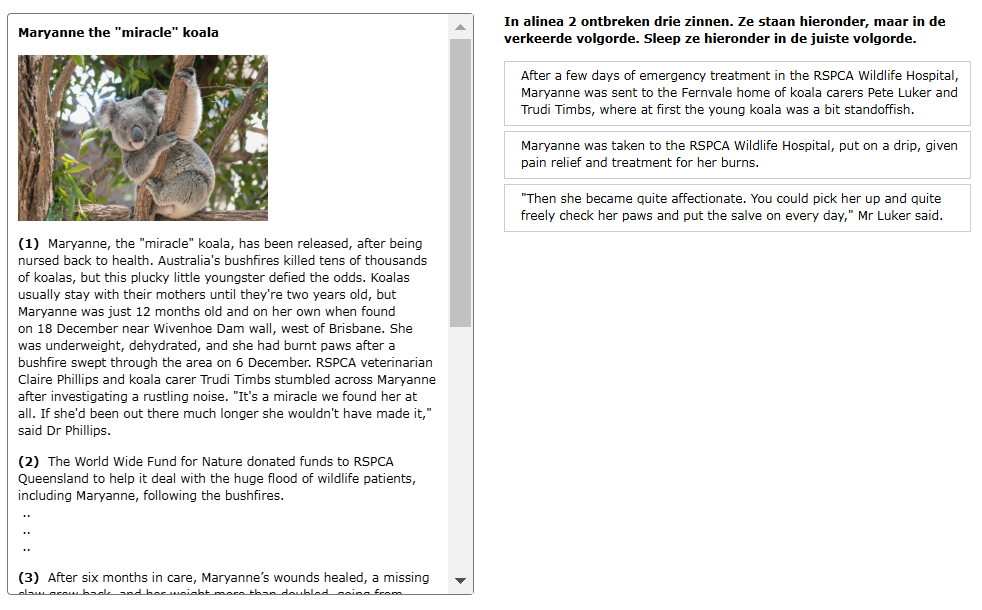 Maryanne the "miracle" koala
(1) Maryanne, the "miracle" koala, has been released, after being
nursed back to health. Australia's bushfires killed tens of thousands
of koalas, but this plucky little youngster defied the odds. Koalas
usually stay with their mothers until they're two years old, but
Maryanne was just 12 months old and on her own when found
on 18 December near Wivenhoe Dam wall, west of Brisbane. She
was underweight, dehydrated, and she had burnt paws after a
bushfire swept through the area on 6 December. RSPCA veterinarian
Claire Phillips and koala carer Trudi Timbs stumbled across Maryanne
after investigating a rustling noise. "It's a miracle we found her at
all. If she'd been out there much longer she wouldn't have made it,"
said Dr Phillips.
(2) The World Wide Fund for Nature donated funds to RSPCA
Queensland to help it deal with the huge flood of wildlife patients,
including Maryanne, following the bushfires.
..
..
..
(3) After six months in care, Maryanne's wounds healed, a missing
claw grew back, and her weight more than doubled, going from
In alinea 2 ontbreken drie zinnen. Ze staan hieronder, maar in de
verkeerde volgorde. Sleep ze hieronder in de juiste volgorde.
After a few days of emergency treatment in the RSPCA Wildlife Hospital,
Maryanne was sent to the Fernvale home of koala carers Pete Luker and
Trudi Timbs, where at first the young koala was a bit standoffish.
Maryanne was taken to the RSPCA Wildlife Hospital, put on a drip, given
pain relief and treatment for her burns.
"Then she became quite affectionate. You could pick her up and quite
freely check her paws and put the salve on every day," Mr Luker said.